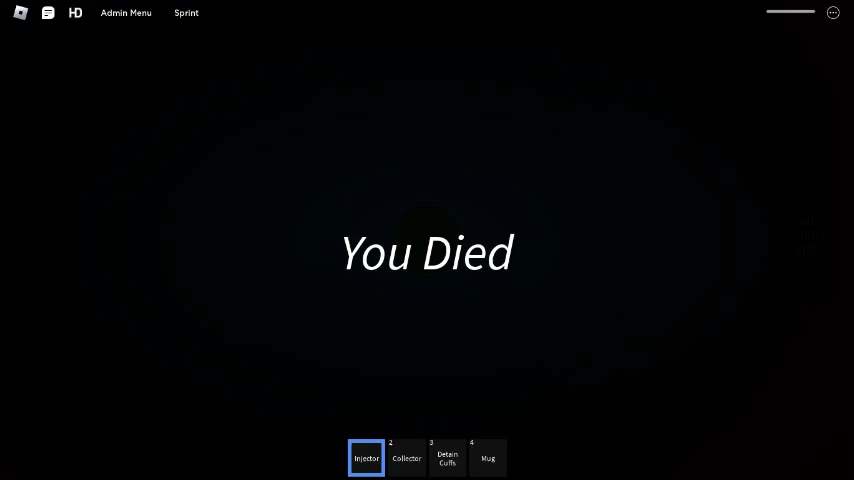 HD Admin Menu Sprint
You Died
Injector
2
Collector
3
Detain
Cuffs
4
Mug